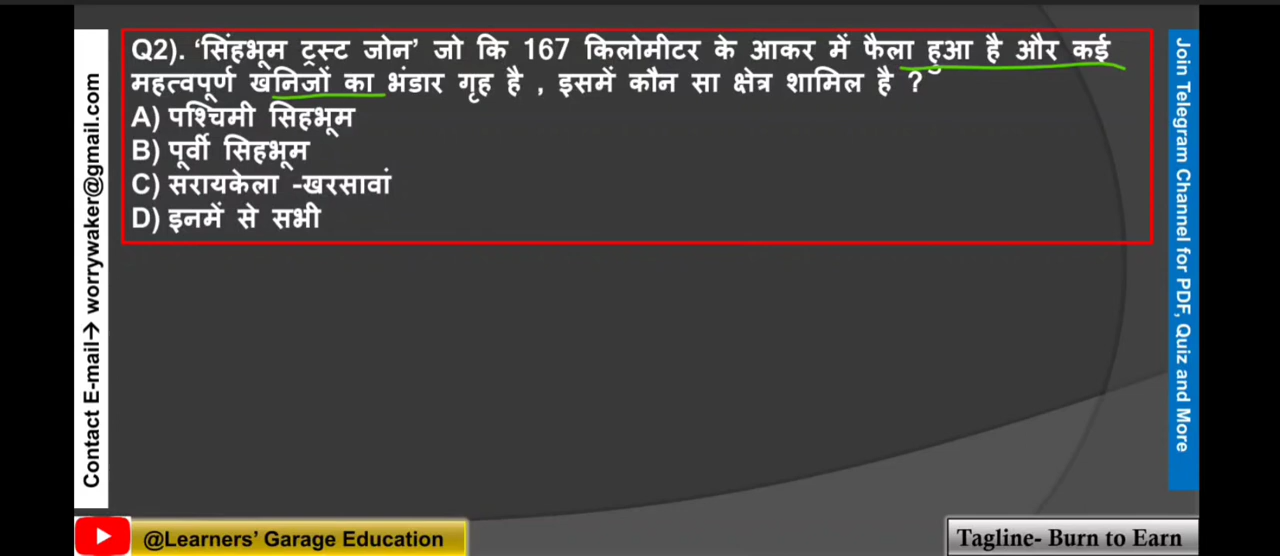 Q2). ‘सिंहभूम ट्रस्ट जोन’ जो कि 167 किलोमीटर के आकर में फैला हुआ है और कई
महत्वपूर्ण खनिजों का भंडार गृह है , इसमें कौन सा क्षेत्र शामिल है ?
A) पश्चिमी सिहभूम
B) पूर्वी सिहभूम
C) सरायकेला -खरसावां
D) इनमें से सभी
Contact E-mail→ worrywaker@gmail.com
Join Telegram Channel for PDF, Quiz and More
@Learners’ Garage Education
Tagline- Burn to Earn